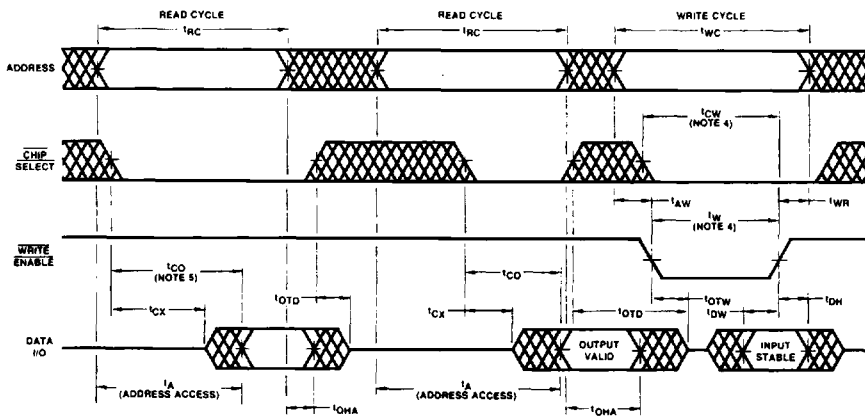 READ CYCLE READ CYCLE WRITE CYCLE
tRC tRC tWC
ADDRESS
tCW
(NOTE 4)
CHIP
SELECT
tAW tWR
tW
(NOTE 4)
WRITE
ENABLE
tCO
(NOTE 5)
tCO
tOTD tOTD tOTW tDH
tCX tCX tDW
DATA
I/O
OUTPUT
VALID
INPUT
STABLE
tA
(ADDRESS ACCESS)
tA
(ADDRESS ACCESS)
tOHA tOHA